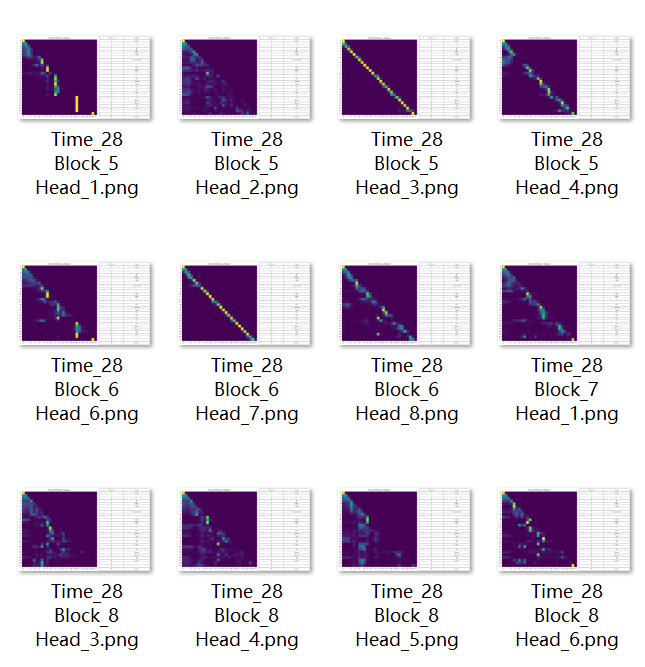 Time_28
Block_5
Head_1.png
Time_28
Block_5
Head_2.png
Time_28
Block_5
Head_3.png
Time_28
Block_5
Head_4.png
Time_28
Block_6
Head_6.png
Time_28
Block_6
Head_7.png
Time_28
Block_6
Head_8.png
Time_28
Block_7
Head_1.png
Time_28
Block_8
Head_3.png
Time_28
Block_8
Head_4.png
Time_28
Block_8
Head_5.png
Time_28
Block_8
Head_6.png